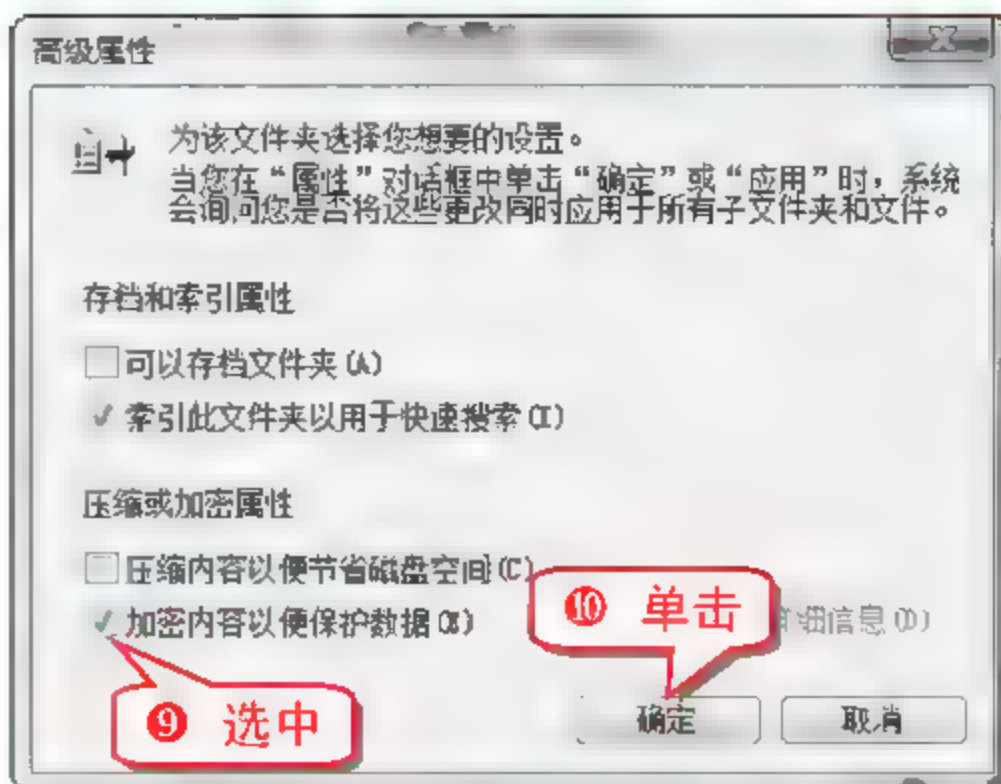 高级属性
为该文件夹选择您想要的设置。
当您在“属性”对话框中单击“确定”或“应用”时，系统
会询问您是否将这些更改同时应用于所有子文件夹和文件。
存档和索引属性
可以存档文件夹(A)
索引此文件夹以用于快速搜索(I)
压缩或加密属性
压缩内容以便节省磁盘空间(C)
加密内容以便保护数据(E)
细信息(D)
❿ 单击
❾ 选中
确定
取消